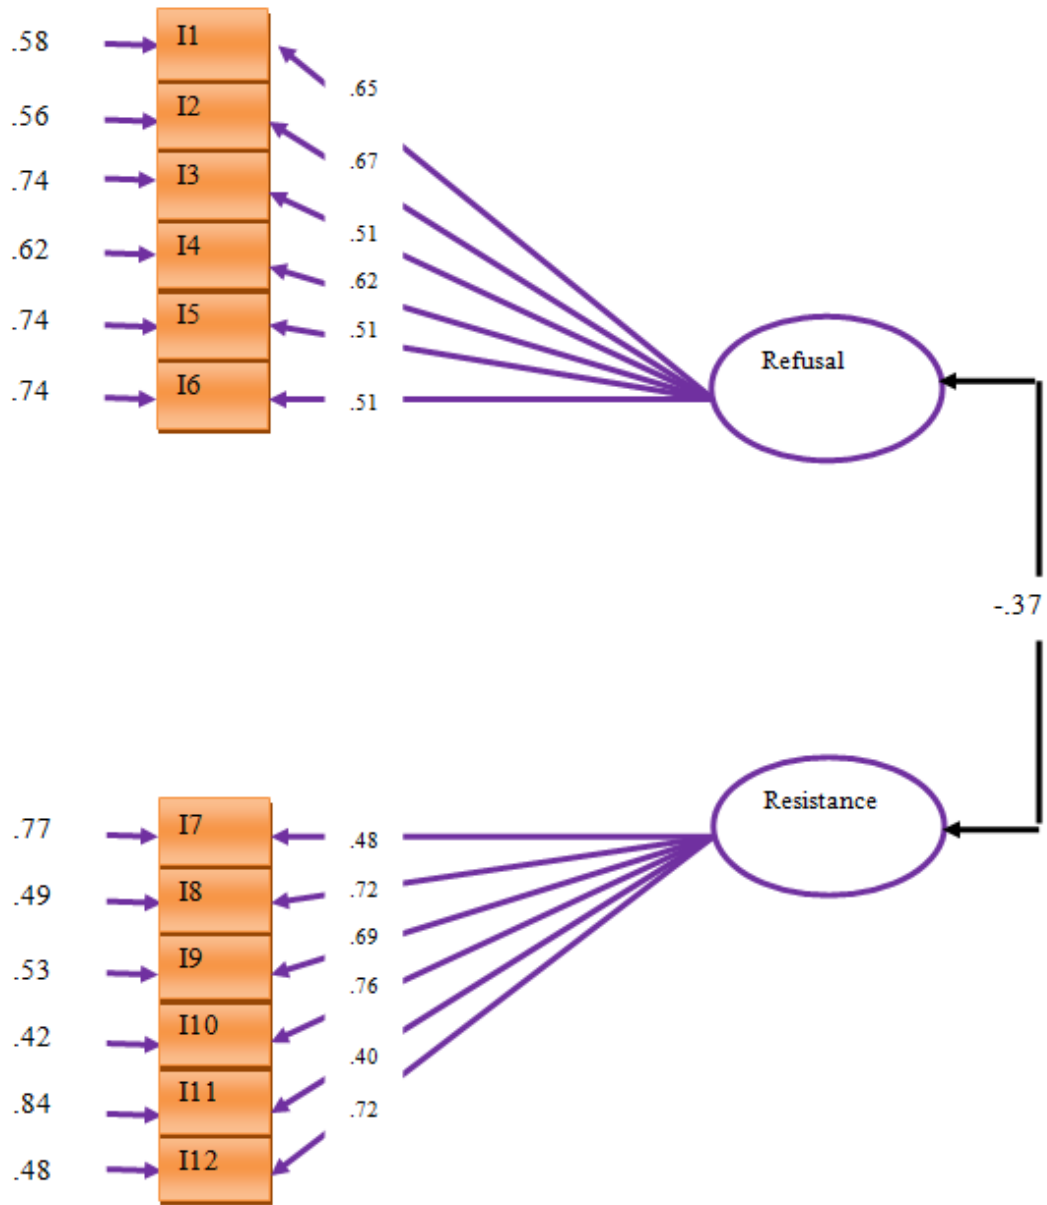 .58 I1 .65
.56 I2 .67
.74 I3 .51
.62 I4 .62
.74 I5 .51
Refusal
.74 I6 .51
-.37
Resistance
.77 I7 .48
.49 I8 .72
.53 I9 .69
.42 I10 .76
.84 I11 .40
.48 I12 .72